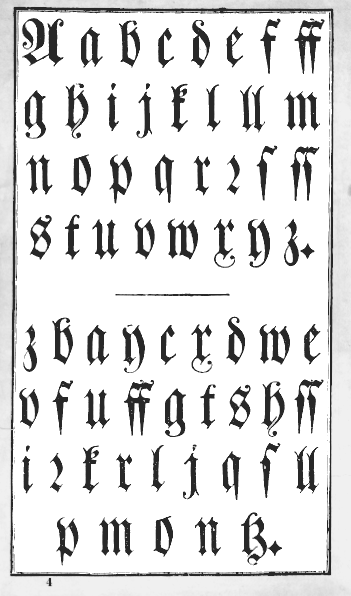 A a b c d e f ff
g h i j k l ll m
n o p q r ꝛ ſ ſſ
s t u v w x y z.
z b a y c x d w e
v f u ff g t s h ſſ
i ꝛ k r l j q ſ ll
p m o n tz.
4